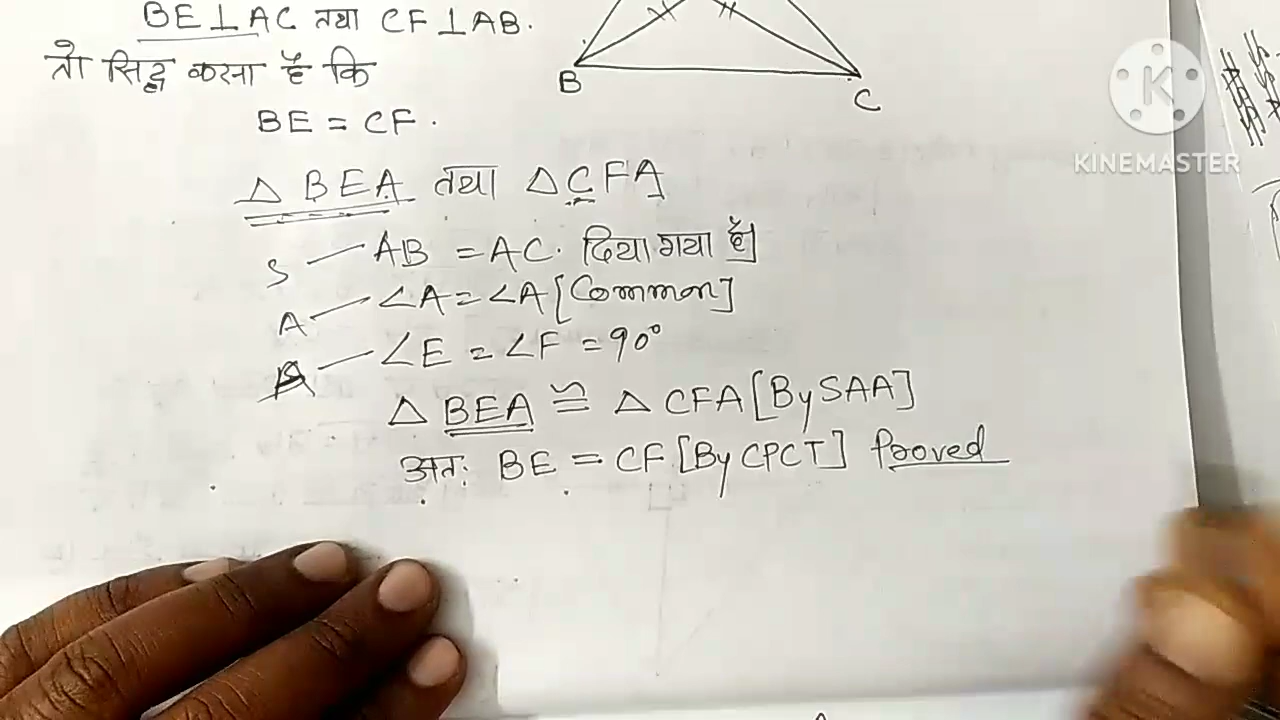 BE ⊥ AC तथा CF ⊥ AB.
तो सिद्ध करना है कि
BE = CF.
B
C
△ BEA तथा △ CFA
S — AB = AC. दिया गया है।
A — ∠A = ∠A [Common]
A — ∠E = ∠F = 90°
△ BEA ≅ △ CFA [By SAA]
अतः BE = CF [By CPCT] Proved
K
KINEMASTER